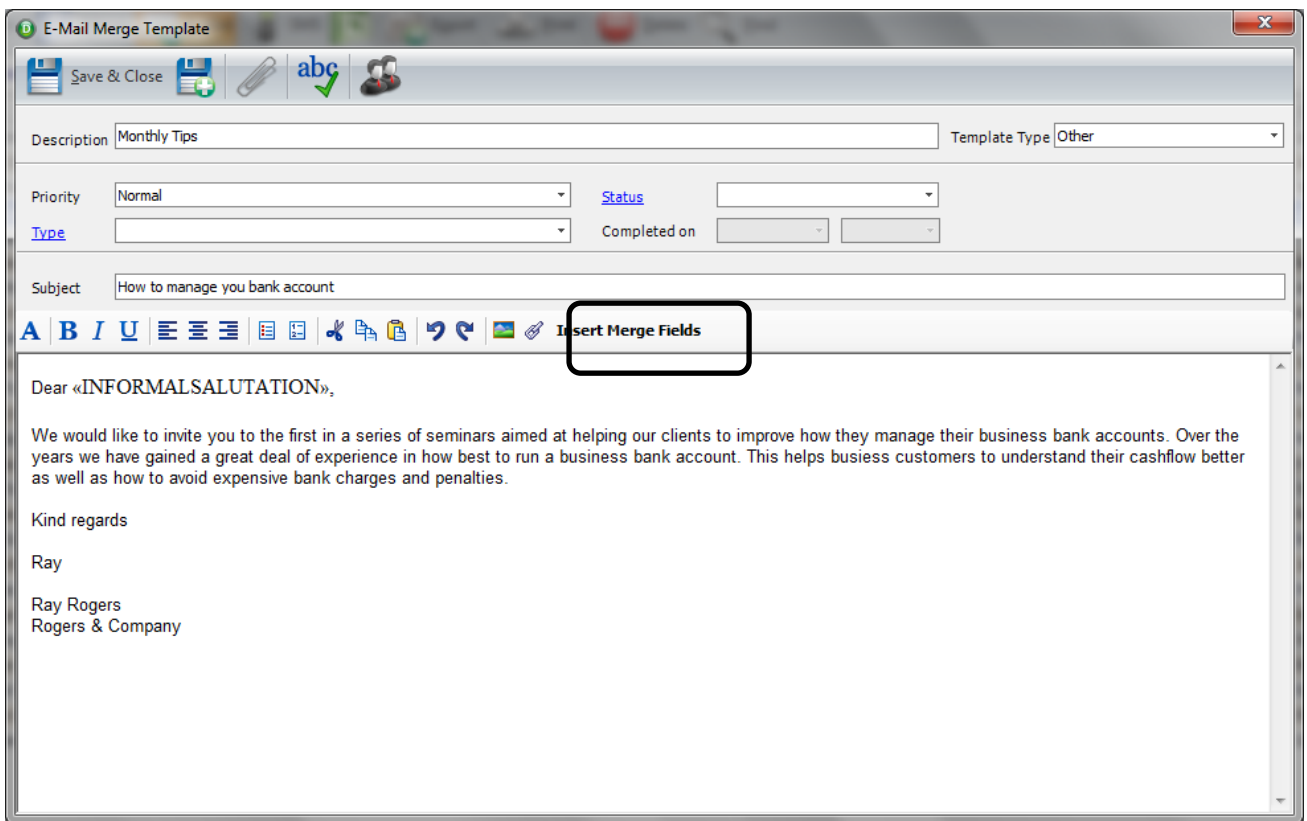 E-Mail Merge Template
Save & Close
abc
Description Monthly Tips Template Type Other
Priority Normal Status
Type Completed on
Subject How to manage you bank account
A B I U Insert Merge Fields
Dear «INFORMALSALUTATION»,
We would like to invite you to the first in a series of seminars aimed at helping our clients to improve how they manage their business bank accounts. Over the
years we have gained a great deal of experience in how best to run a business bank account. This helps busiess customers to understand their cashflow better
as well as how to avoid expensive bank charges and penalties.
Kind regards
Ray
Ray Rogers
Rogers & Company